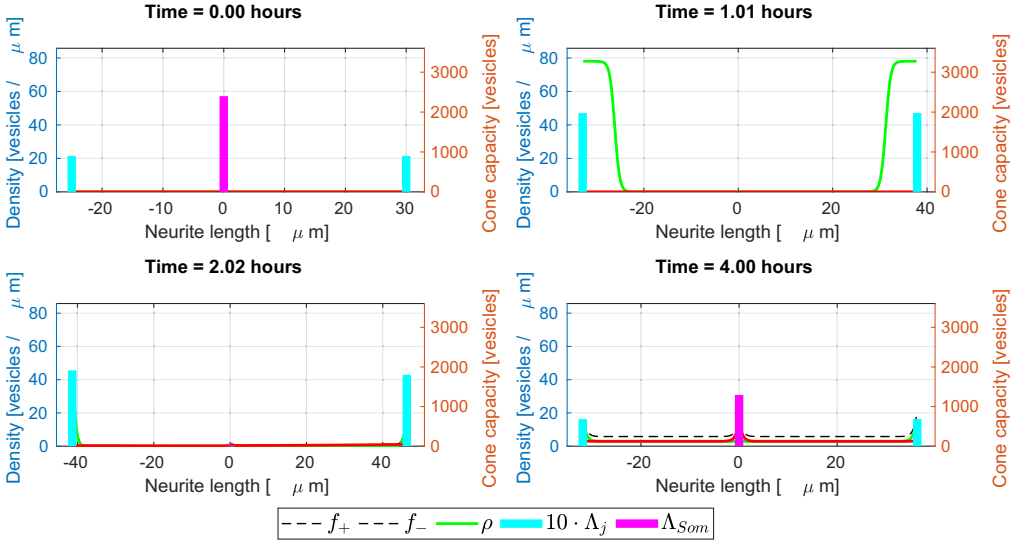 Time = 0.00 hours
Density [vesicles / μ m]
80
60
40
20
0
3000
2000
1000
0
Cone capacity [vesicles]
-20 -10 0 10 20 30
Neurite length [ μ m]
Time = 1.01 hours
Density [vesicles / μ m]
80
60
40
20
0
3000
2000
1000
0
Cone capacity [vesicles]
-20 0 20 40
Neurite length [ μ m]
Time = 2.02 hours
Density [vesicles / μ m]
80
60
40
20
0
3000
2000
1000
0
Cone capacity [vesicles]
-40 -20 0 20 40
Neurite length [ μ m]
Time = 4.00 hours
Density [vesicles / μ m]
80
60
40
20
0
3000
2000
1000
0
Cone capacity [vesicles]
-20 0 20
Neurite length [ μ m]
f₊ f₋ ρ 10 · Λⱼ Λ_Som